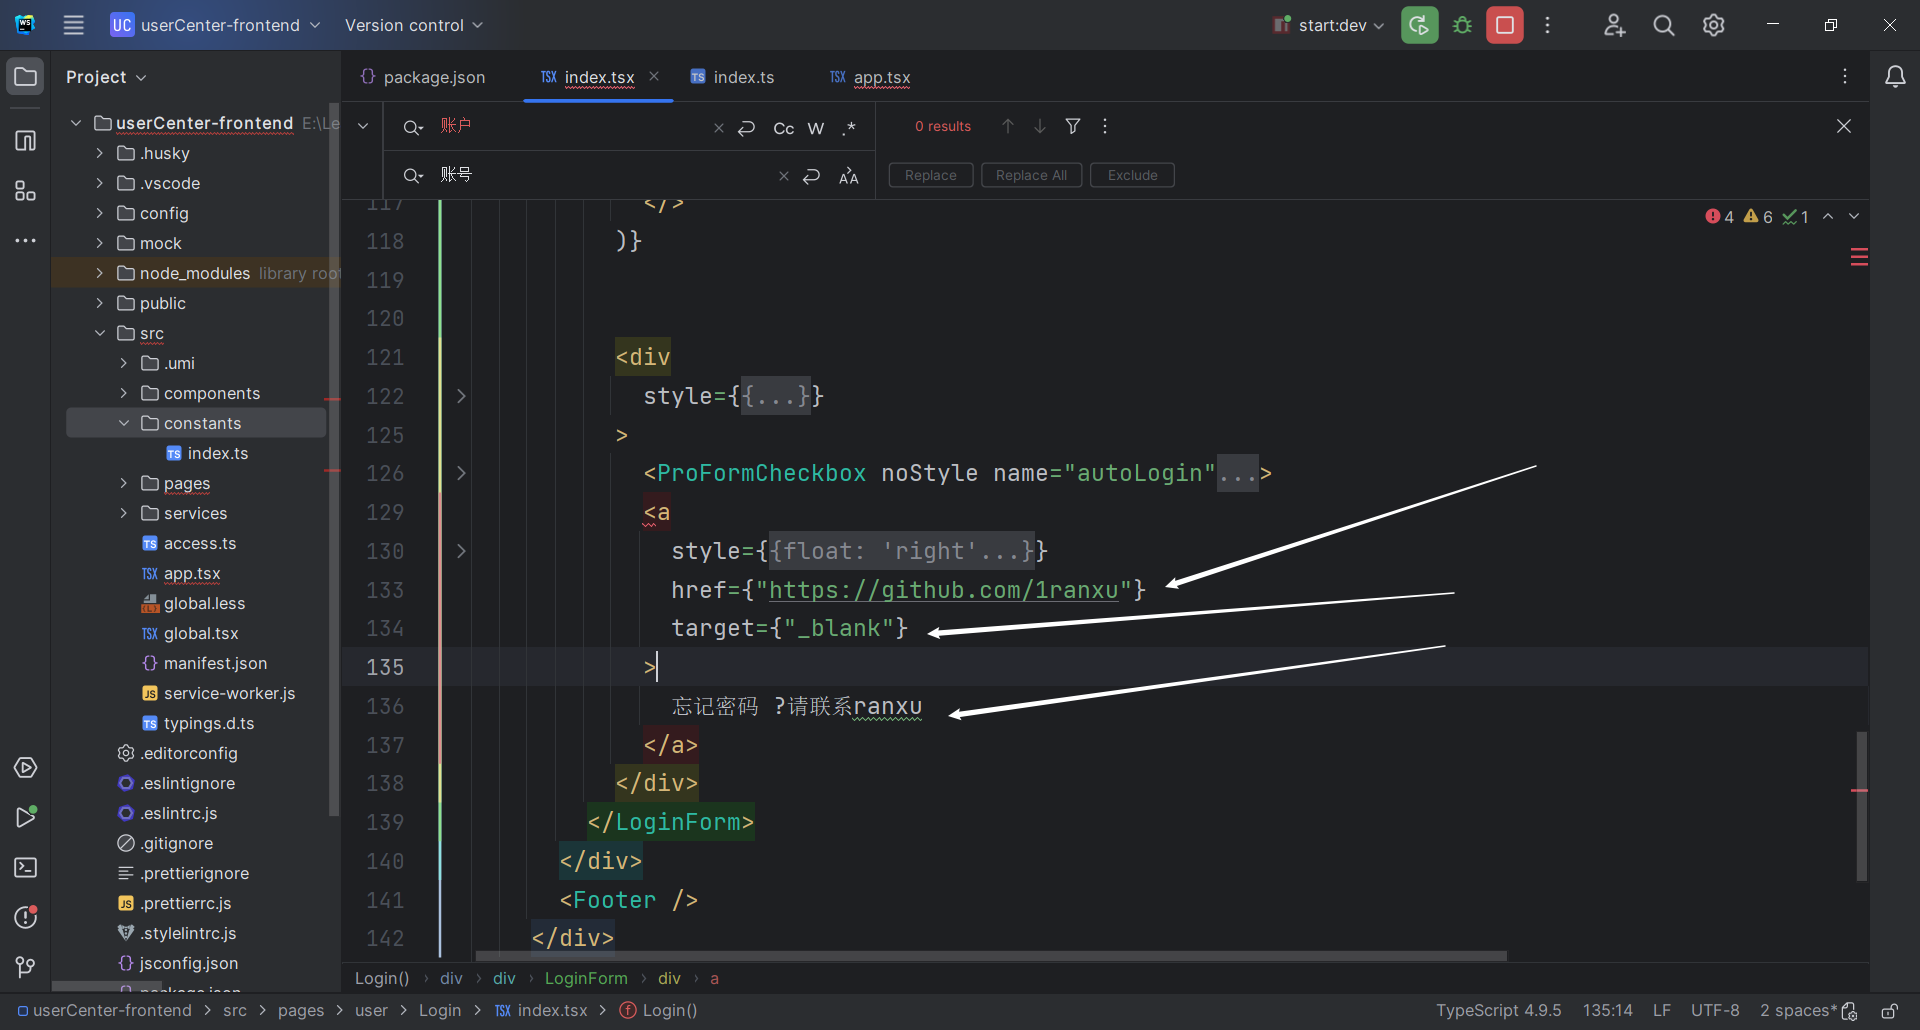 UC userCenter-frontend Version control start:dev
Project
package.json index.tsx index.ts app.tsx
userCenter-frontend E:\Le
.husky
.vscode
config
mock
node_modules library root
public
src
.umi
components
constants
index.ts
pages
services
access.ts
app.tsx
global.less
global.tsx
manifest.json
service-worker.js
typings.d.ts
.editorconfig
.eslintignore
.eslintrc.js
.gitignore
.prettierignore
.prettierrc.js
.stylelintrc.js
jsconfig.json
package.json
账户 Cc W .* 0 results
账号 Replace Replace All Exclude
4 6 1
117 </>
118 )}
119
120
121 <div
122 style={{...}}
125 >
126 <ProFormCheckbox noStyle name="autoLogin"...>
129 <a
130 style={{float: 'right'...}}
133 href={"https://github.com/1ranxu"}
134 target={"_blank"}
135 >
136 忘记密码 ?请联系ranxu
137 </a>
138 </div>
139 </LoginForm>
140 </div>
141 <Footer />
142 </div>
Login() › div › div › LoginForm › div › a
userCenter-frontend > src > pages > user > Login > index.tsx > Login() TypeScript 4.9.5 135:14 LF UTF-8 2 spaces*